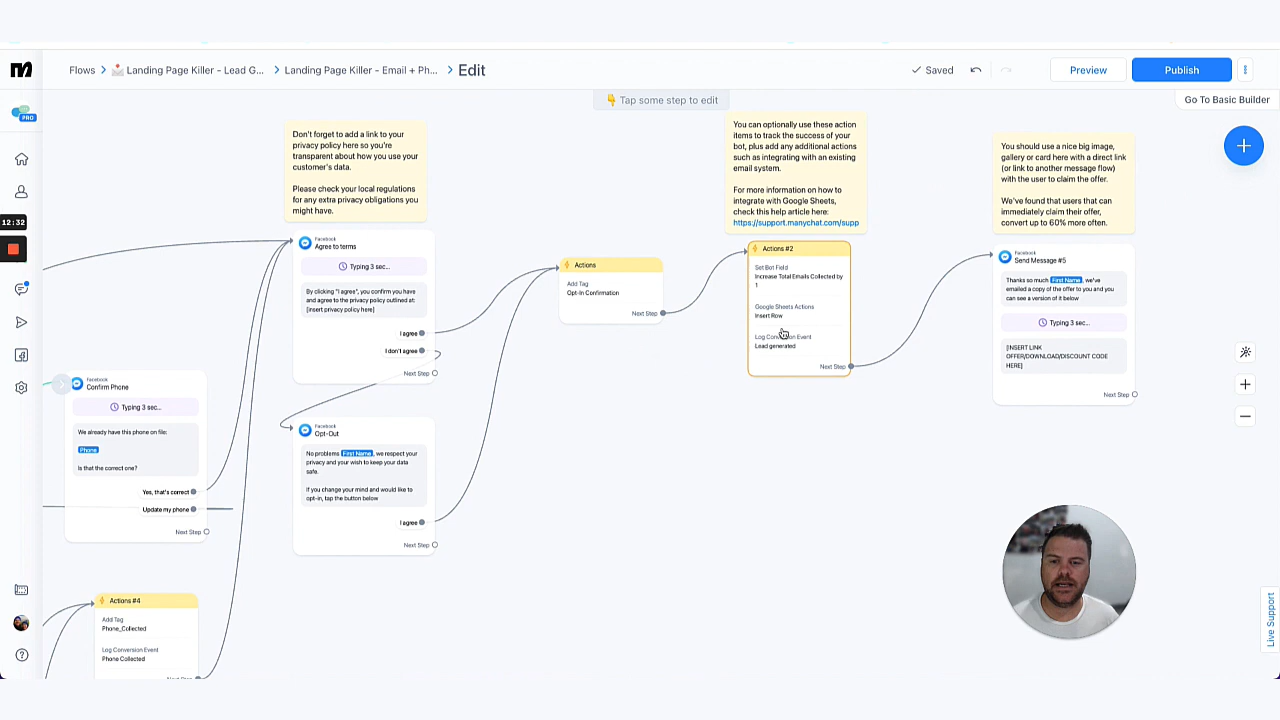 Flows
Landing Page Killer - Lead G...
Landing Page Killer - Email + Ph...
Edit
Saved
Preview
Publish
Tap some step to edit
Go To Basic Builder
PRO
12:32
Don't forget to add a link to your
privacy policy here so you're
transparent about how you use your
customer's data.
Please check your local regulations
for any extra privacy obligations you
might have.
You can optionally use these action
items to track the success of your
bot, plus add any additional actions
such as integrating with an existing
email system.
For more information on how to
integrate with Google Sheets,
check this help article here:
https://support.manychat.com/supp
You should use a nice big image,
gallery or card here with a direct link
(or link to another message flow)
with the user to claim the offer.
We've found that users that can
immediately claim their offer,
convert up to 60% more often.
Facebook
Agree to terms
Typing 3 sec...
By clicking "I agree", you confirm you have
and agree to the privacy policy outlined at:
[insert privacy policy here]
I agree
I don't agree
Next Step
Actions
Add Tag
Opt-in Confirmation
Next Step
Actions #2
Set Bot Field
Increase Total Emails Collected by
1
Google Sheets Actions
Insert Row
Log Conversion Event
Lead generated
Next Step
Facebook
Send Message #5
Thanks so much First Name, we've
emailed a copy of the offer to you and you
can see a version of it below
Typing 3 sec...
[INSERT LINK
OFFER/DOWNLOAD/DISCOUNT CODE
HERE]
Next Step
Facebook
Confirm Phone
Typing 3 sec...
We already have this phone on file:
Phone
Is that the correct one?
Yes, that's correct
Update my phone
Next Step
Facebook
Opt-Out
No problems First Name, we respect your
privacy and your wish to keep your data
safe.
If you change your mind and would like to
opt-in, tap the button below
I agree
Next Step
Actions #4
Add Tag
Phone_Collected
Log Conversion Event
Phone Collected
Next Step
Live Support